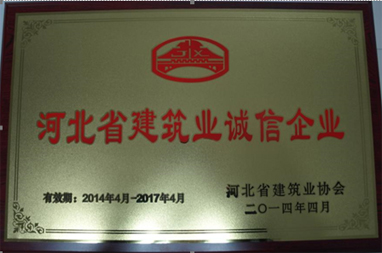 河北省建筑业诚信企业
有效期：2014年4月-2017年4月
河北省建筑业协会
二〇一四年四月